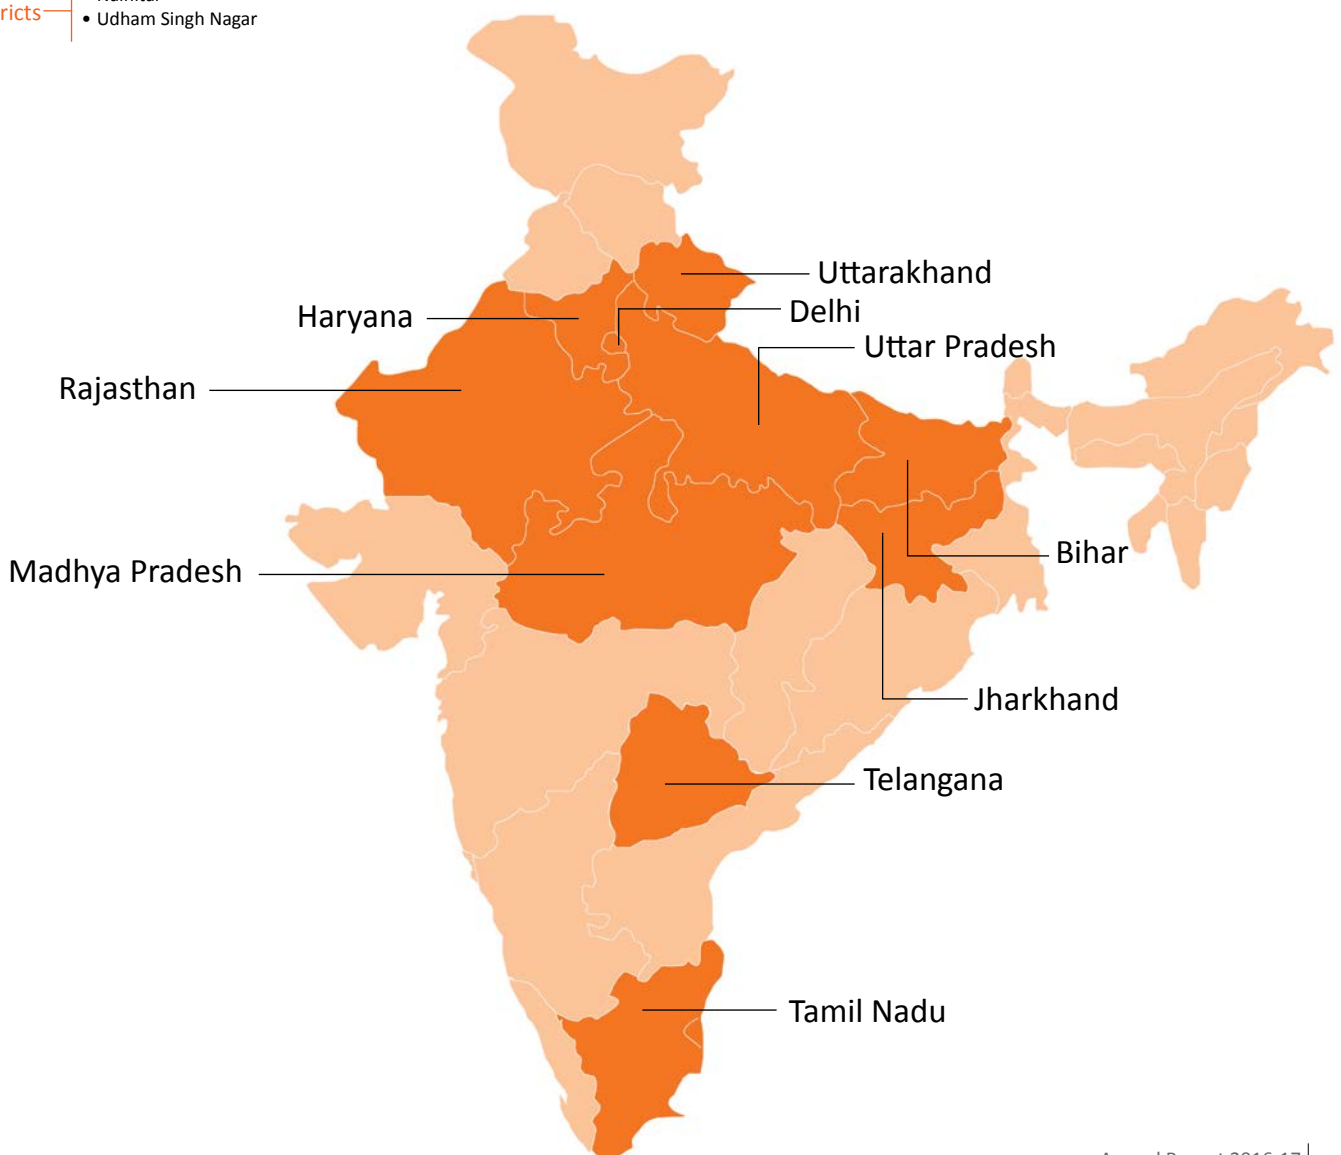 ricts
• Udham Singh Nagar
Uttarakhand
Haryana
Delhi
Uttar Pradesh
Rajasthan
Bihar
Madhya Pradesh
Jharkhand
Telangana
Tamil Nadu